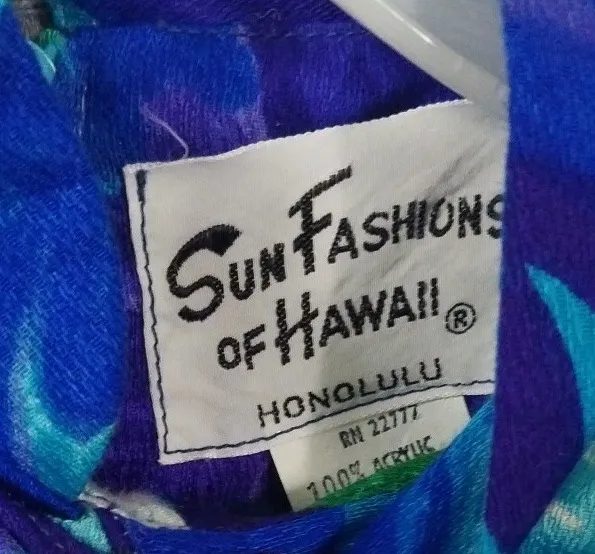 SUN FASHIONS
OF HAWAII ®
HONOLULU
RN 22777
100% ACRYLIC